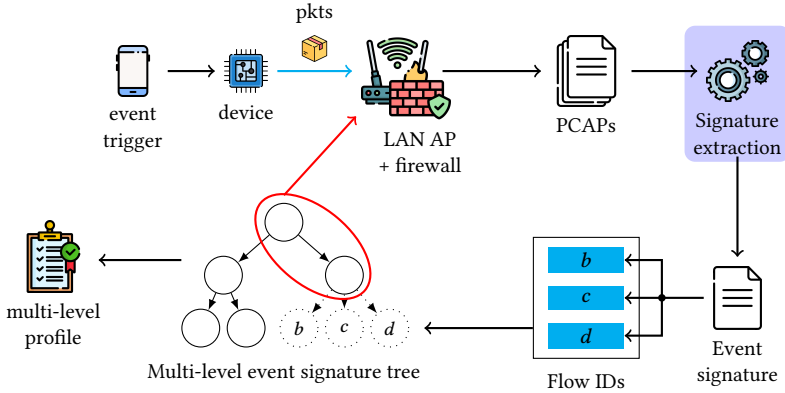 pkts
event
trigger
device
LAN AP
+ firewall
PCAPs
Signature
extraction
multi-level
profile
b
c
d
Multi-level event signature tree
b
c
d
Flow IDs
Event
signature